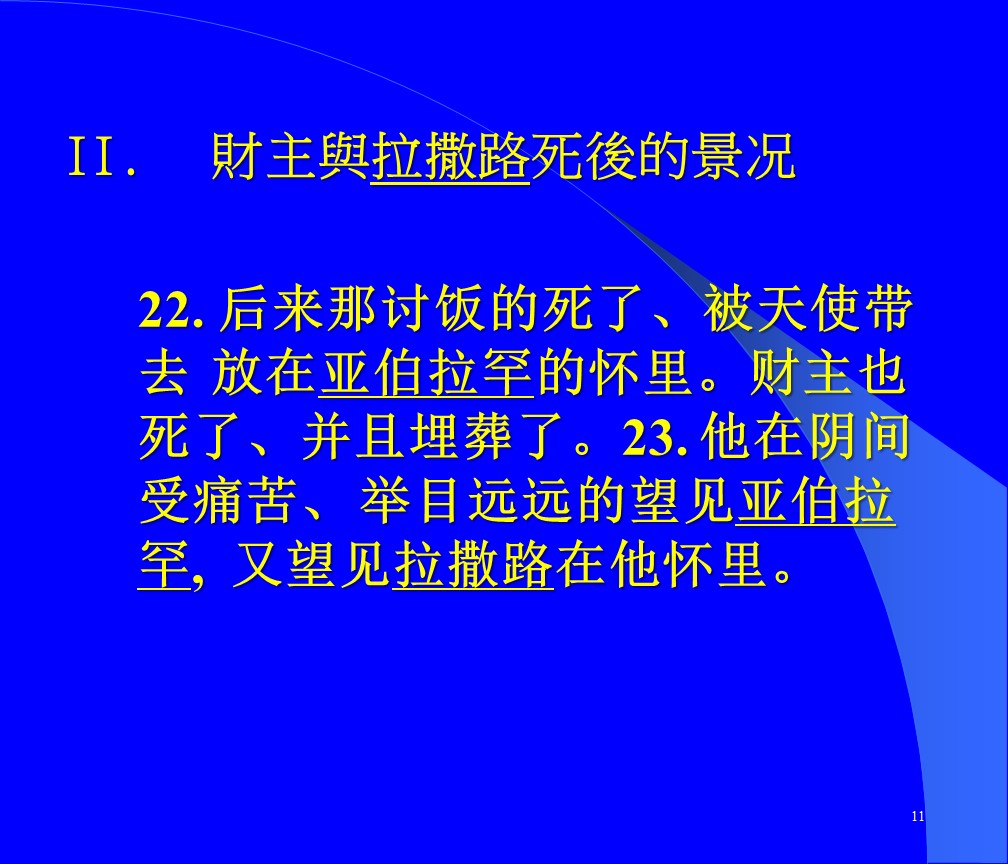 II.　財主與拉撒路死後的景況
22. 后来那讨饭的死了、被天使带
去 放在亚伯拉罕的怀里。财主也
死了、并且埋葬了。23. 他在阴间
受痛苦、举目远远的望见亚伯拉
罕, 又望见拉撒路在他怀里。
11